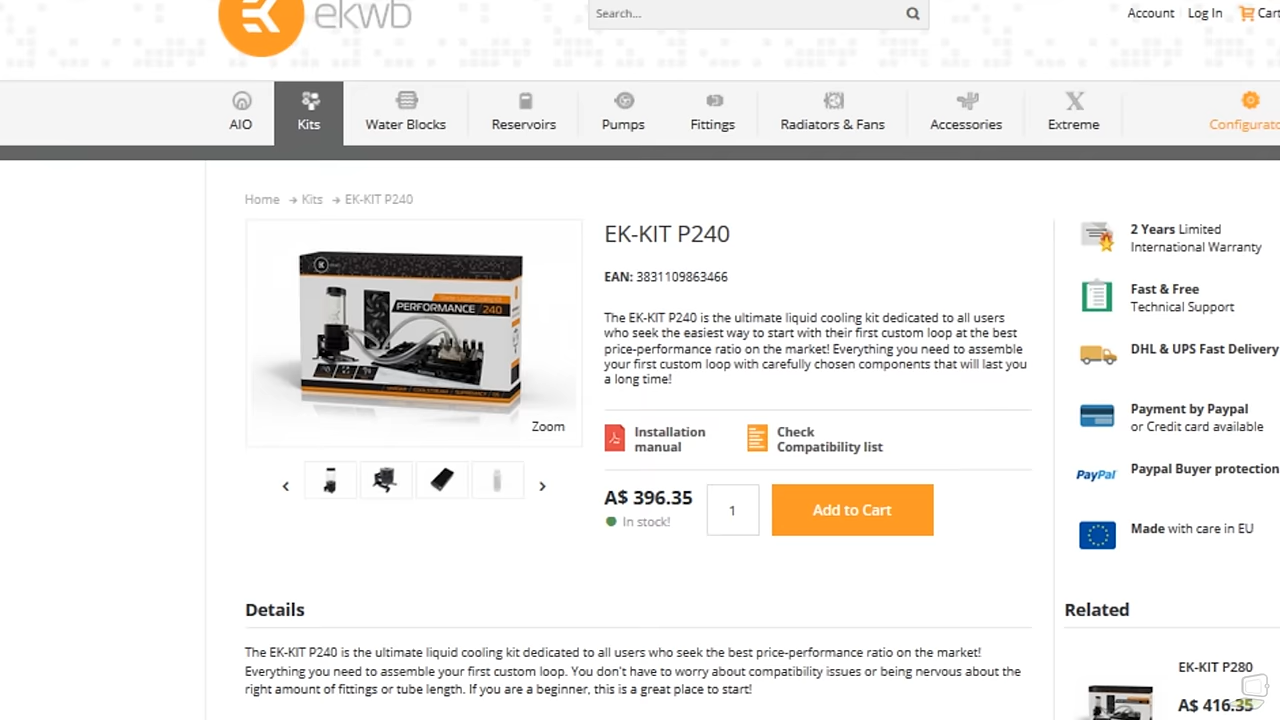 ekwb
Search...
Account
Log In
Cart
AIO
Kits
Water Blocks
Reservoirs
Pumps
Fittings
Radiators & Fans
Accessories
Extreme
Configurato
Home → Kits → EK-KIT P240
ekwb
PERFORMANCE / 240
Zoom
EK-KIT P240
EAN: 3831109863466
The EK-KIT P240 is the ultimate liquid cooling kit dedicated to all users
who seek the easiest way to start with their first custom loop at the best
price-performance ratio on the market! Everything you need to assemble
your first custom loop with carefully chosen components that will last you
a long time!
Installation
manual
Check
Compatibility list
A$ 396.35
In stock!
1
Add to Cart
2 Years Limited
International Warranty
Fast & Free
Technical Support
DHL & UPS Fast Delivery
Payment by Paypal
or Credit card available
PayPal
Paypal Buyer protection
Made with care in EU
Details
The EK-KIT P240 is the ultimate liquid cooling kit dedicated to all users who seek the best price-performance ratio on the market!
Everything you need to assemble your first custom loop. You don't have to worry about compatibility issues or being nervous about the
right amount of fittings or tube length. If you are a beginner, this is a great place to start!
Related
EK-KIT P280
A$ 416.35